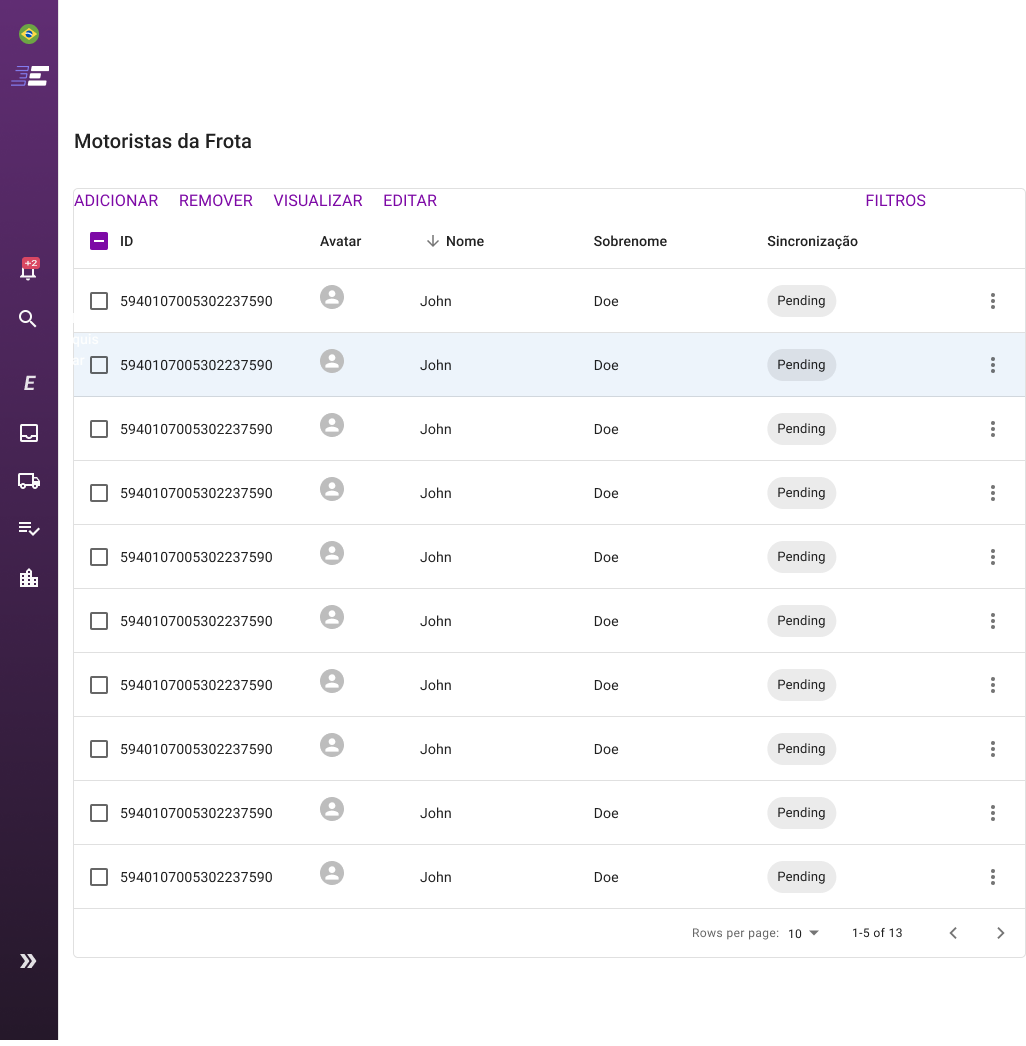 Motoristas da Frota
ADICIONAR REMOVER VISUALIZAR EDITAR FILTROS
ID Avatar Nome Sobrenome Sincronização
+2
5940107005302237590 John Doe Pending
quis
ar
5940107005302237590 John Doe Pending
E
5940107005302237590 John Doe Pending
5940107005302237590 John Doe Pending
5940107005302237590 John Doe Pending
5940107005302237590 John Doe Pending
5940107005302237590 John Doe Pending
5940107005302237590 John Doe Pending
5940107005302237590 John Doe Pending
5940107005302237590 John Doe Pending
Rows per page: 10 1-5 of 13